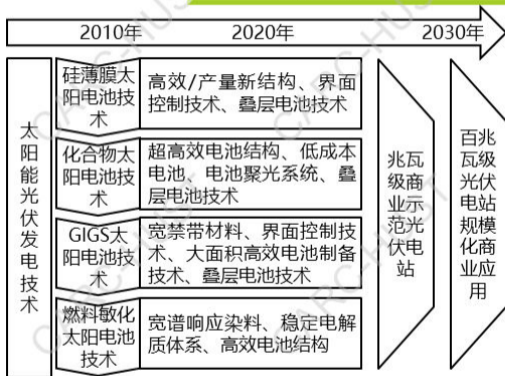 2010年
2020年
2030年
太阳能光伏发电技术
硅薄膜太
阳电池技
术
高效/产量新结构、界面
控制技术、叠层电池技术
化合物太
阳电池技
术
超高效电池结构、低成本
电池、电池聚光系统、叠
层电池技术
GIGS太
阳电池技
术
宽禁带材料、界面控制技
术、大面积高效电池制备
技术、叠层电池技术
燃料敏化
太阳电池
技术
宽谱响应染料、稳定电解
质体系、高效电池结构
兆瓦
级商
业示
范光
伏电
站
百兆
瓦级
光伏
电站
规模
化商
业应
用
CARC-HUST
CARC-HUST
CARC-HUST
CARC-HUST